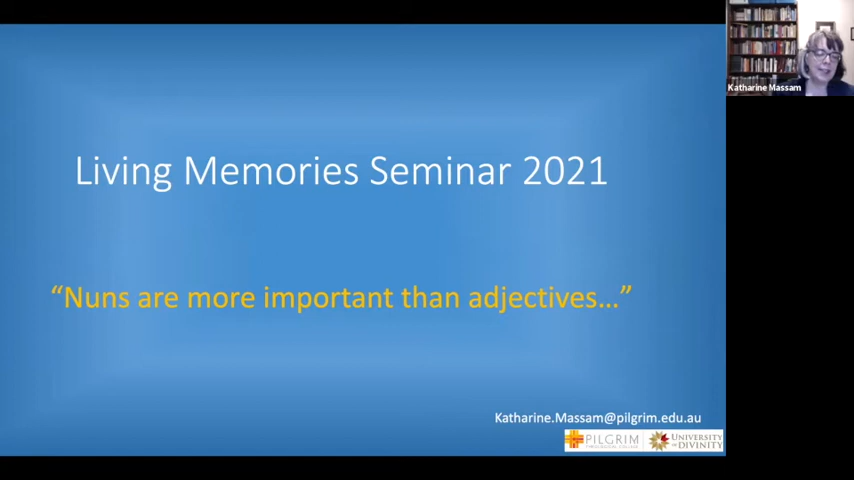 Living Memories Seminar 2021
“Nuns are more important than adjectives...”
Katharine.Massam@pilgrim.edu.au
PILGRIM
UNIVERSITY
OF DIVINITY
Katharine Massam